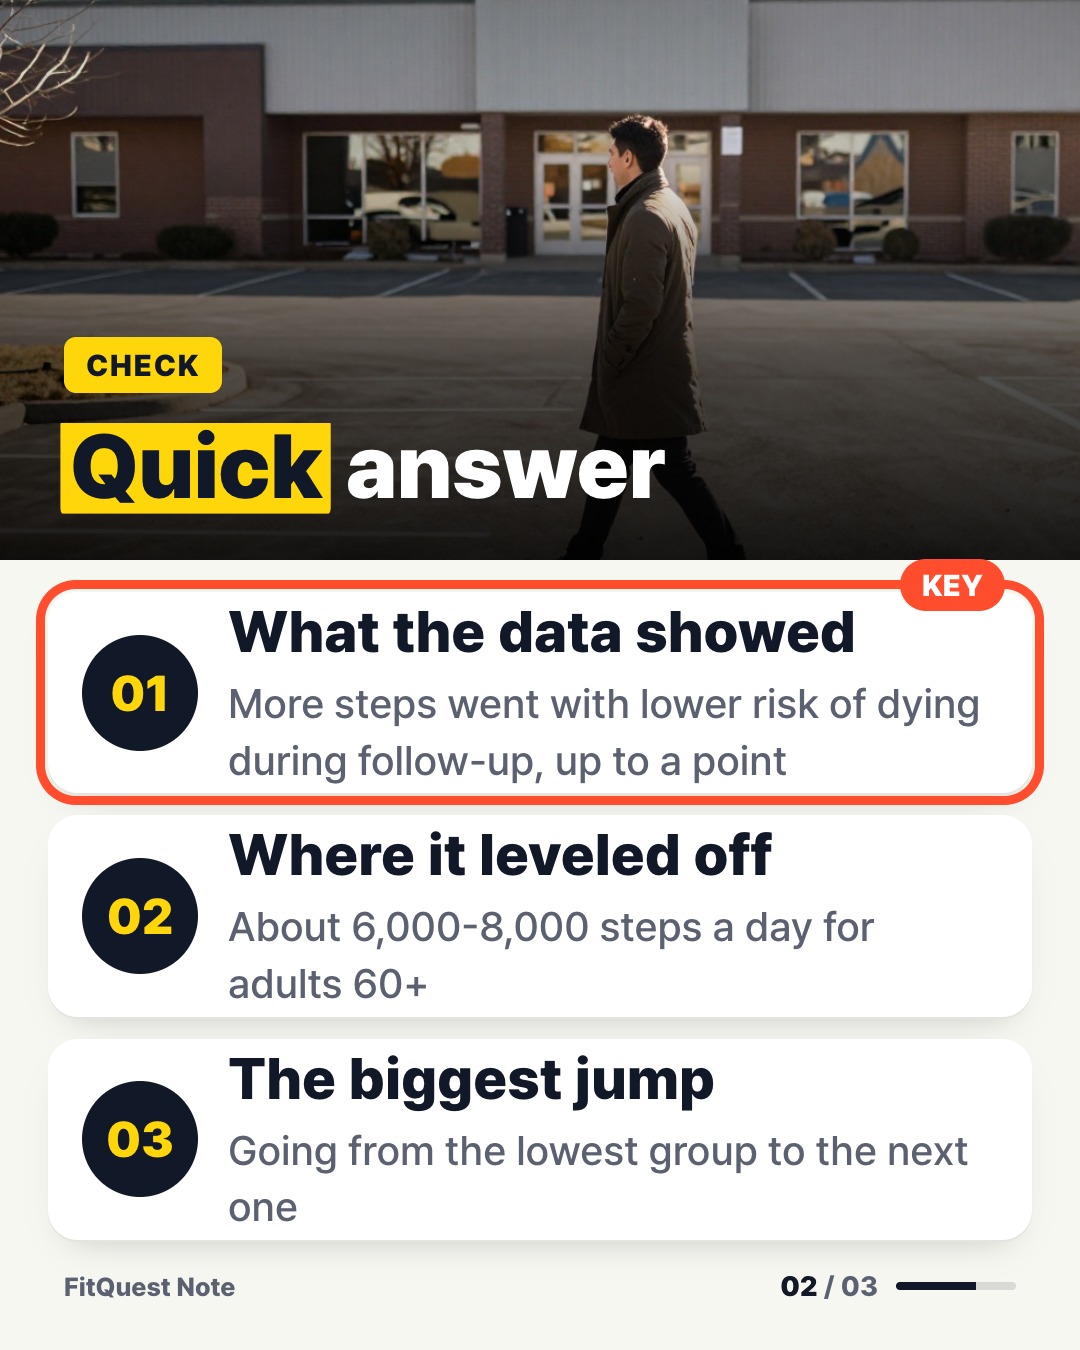 CHECK
Quick answer
KEY
01
What the data showed
More steps went with lower risk of dying
during follow-up, up to a point
02
Where it leveled off
About 6,000-8,000 steps a day for
adults 60+
03
The biggest jump
Going from the lowest group to the next
one
FitQuest Note
02 / 03